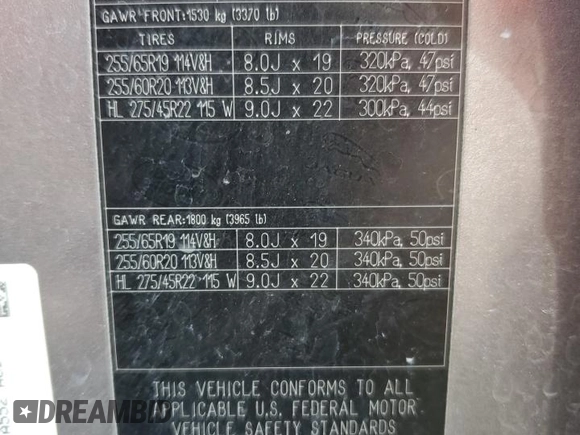 GAWR FRONT:1530 kg (3370 lb)
TIRES RIMS PRESSURE (COLD)
255/65R19 114V&H 8.0J x 19 320kPa, 47psi
255/60R20 113V&H 8.5J x 20 320kPa, 47psi
HL 275/45R22 115 W 9.0J x 22 300kPa, 44psi
GAWR REAR:1800 kg (3965 lb)
255/65R19 114V&H 8.0J x 19 340kPa, 50psi
255/60R20 113V&H 8.5J x 20 340kPa, 50psi
HL 275/45R22 115 W 9.0J x 22 340kPa, 50psi
THIS VEHICLE CONFORMS TO ALL
APPLICABLE U.S. FEDERAL MOTOR
VEHICLE SAFETY STANDARDS
DREAMBID